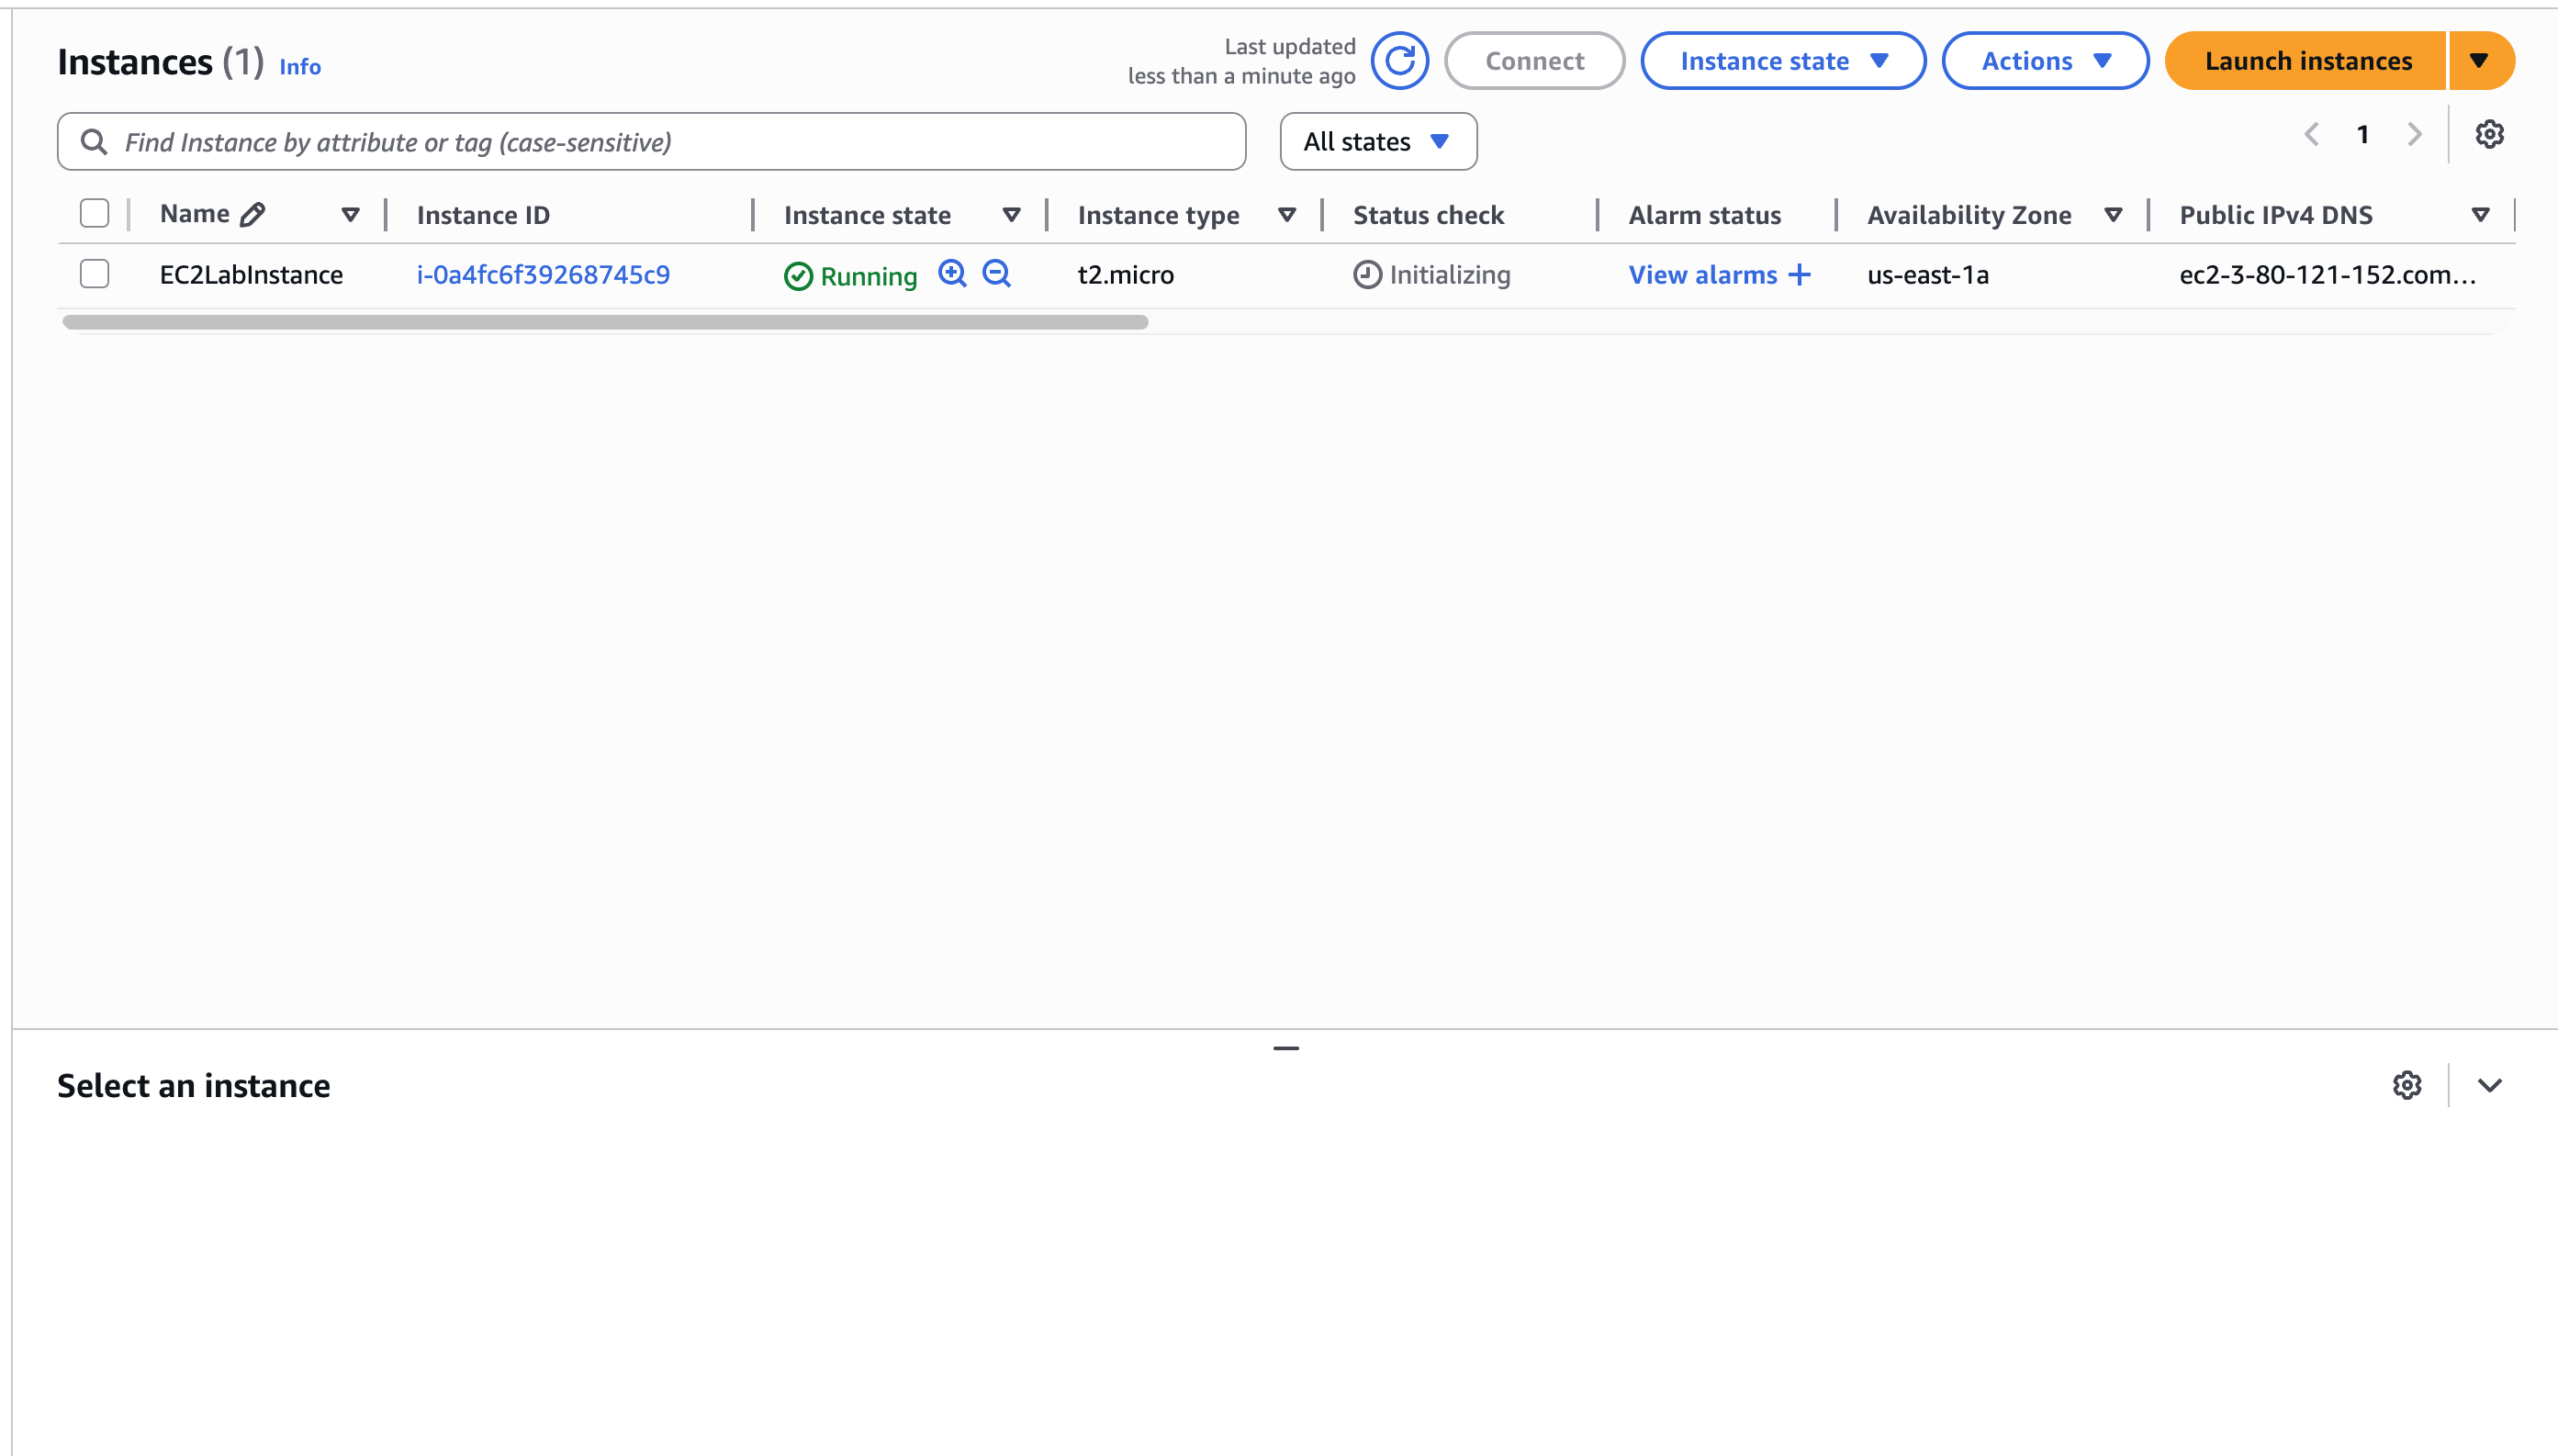 Instances (1) Info
Last updated
less than a minute ago
Connect
Instance state
Actions
Launch instances
Find Instance by attribute or tag (case-sensitive)
All states
1
Name Instance ID Instance state Instance type Status check Alarm status Availability Zone Public IPv4 DNS
EC2LabInstance i-0a4fc6f39268745c9 Running t2.micro Initializing View alarms + us-east-1a ec2-3-80-121-152.com...
Select an instance